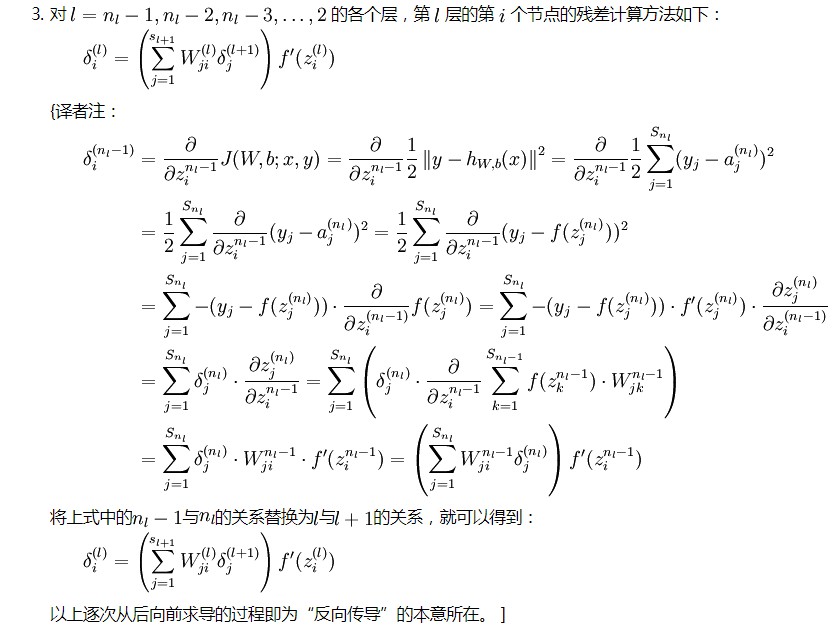 3. 对 $l = n_l-1, n_l-2, n_l-3, \ldots, 2$ 的各个层，第 $l$ 层的第 $i$ 个节点的残差计算方法如下：
$\delta_i^{(l)} = \left( \sum_{j=1}^{s_{l+1}} W_{ji}^{(l)} \delta_j^{(l+1)} \right) f'(z_i^{(l)})$
{译者注：
$\delta_i^{(n_l-1)} = \frac{\partial}{\partial z_i^{n_l-1}} J(W,b;x,y) = \frac{\partial}{\partial z_i^{n_l-1}} \frac{1}{2} \left\| y - h_{W,b}(x) \right\|^2 = \frac{\partial}{\partial z_i^{n_l-1}} \frac{1}{2} \sum_{j=1}^{S_{n_l}} (y_j - a_j^{(n_l)})^2$
$= \frac{1}{2} \sum_{j=1}^{S_{n_l}} \frac{\partial}{\partial z_i^{n_l-1}} (y_j - a_j^{(n_l)})^2 = \frac{1}{2} \sum_{j=1}^{S_{n_l}} \frac{\partial}{\partial z_i^{n_l-1}} (y_j - f(z_j^{(n_l)}))^2$
$= \sum_{j=1}^{S_{n_l}} -(y_j - f(z_j^{(n_l)})) \cdot \frac{\partial}{\partial z_i^{(n_l-1)}} f(z_j^{(n_l)}) = \sum_{j=1}^{S_{n_l}} -(y_j - f(z_j^{(n_l)})) \cdot f'(z_j^{(n_l)}) \cdot \frac{\partial z_j^{(n_l)}}{\partial z_i^{(n_l-1)}}$
$= \sum_{j=1}^{S_{n_l}} \delta_j^{(n_l)} \cdot \frac{\partial z_j^{(n_l)}}{\partial z_i^{n_l-1}} = \sum_{j=1}^{S_{n_l}} \left( \delta_j^{(n_l)} \cdot \frac{\partial}{\partial z_i^{n_l-1}} \sum_{k=1}^{S_{n_l-1}} f(z_k^{n_l-1}) \cdot W_{jk}^{n_l-1} \right)$
$= \sum_{j=1}^{S_{n_l}} \delta_j^{(n_l)} \cdot W_{ji}^{n_l-1} \cdot f'(z_i^{n_l-1}) = \left( \sum_{j=1}^{S_{n_l}} W_{ji}^{n_l-1} \delta_j^{(n_l)} \right) f'(z_i^{n_l-1})$
将上式中的$n_l-1$与$n_l$的关系替换为$l$与$l+1$的关系，就可以得到：
$\delta_i^{(l)} = \left( \sum_{j=1}^{s_{l+1}} W_{ji}^{(l)} \delta_j^{(l+1)} \right) f'(z_i^{(l)})$
以上逐次从后向前求导的过程即为“反向传导”的本意所在。 ]